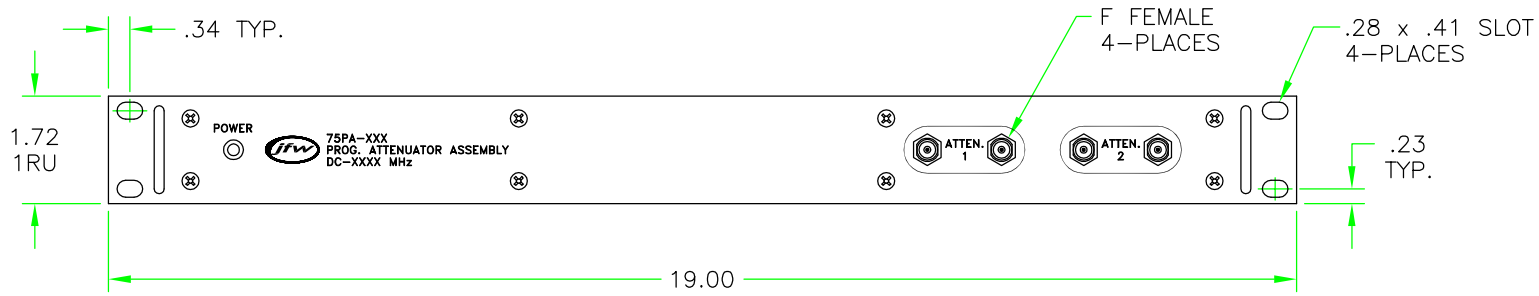 .34 TYP.
F FEMALE
4-PLACES
.28 x .41 SLOT
4-PLACES
1.72
1RU
POWER
jfw
75PA-XXX
PROG. ATTENUATOR ASSEMBLY
DC-XXXX MHz
ATTEN.
1
ATTEN.
2
.23
TYP.
19.00